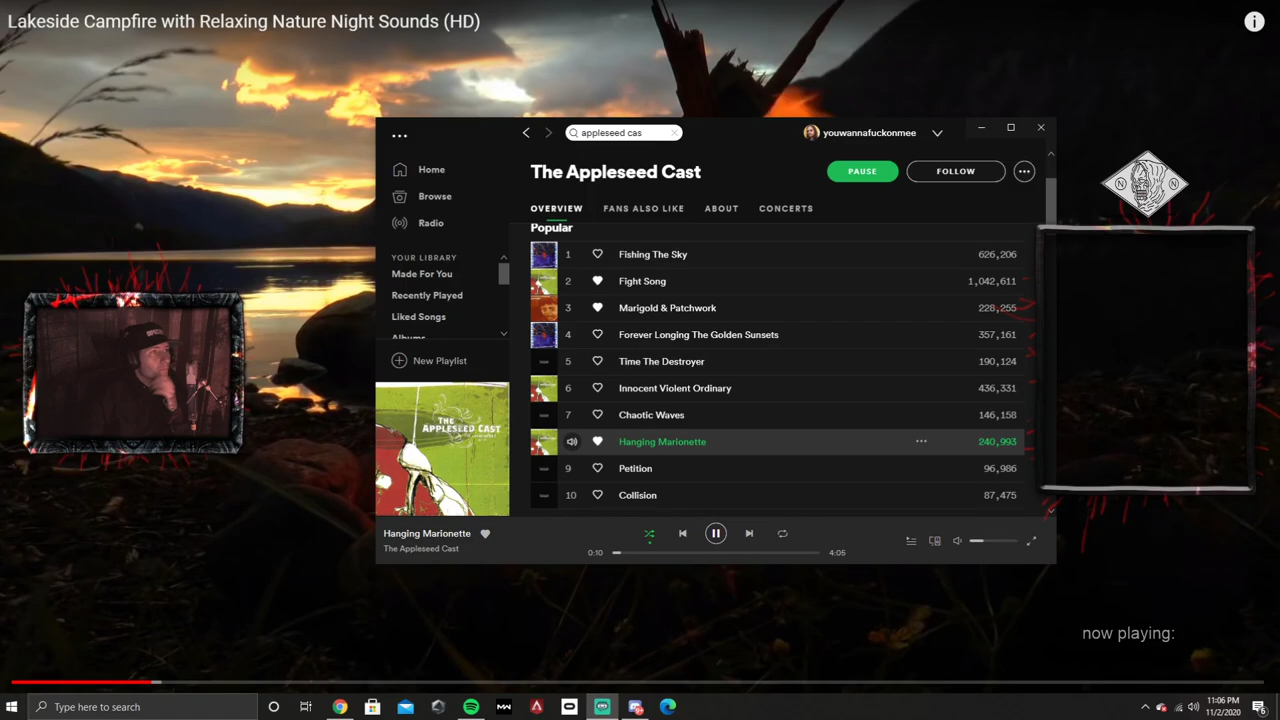 Lakeside Campfire with Relaxing Nature Night Sounds (HD)
appleseed cas
youwannafuckonmee
The Appleseed Cast
PAUSE
FOLLOW
OVERVIEW
FANS ALSO LIKE
ABOUT
CONCERTS
Home
Browse
Radio
YOUR LIBRARY
Made For You
Recently Played
Liked Songs
Albums
New Playlist
Popular
1 Fishing The Sky 626,206
2 Fight Song 1,042,611
3 Marigold & Patchwork 228,255
4 Forever Longing The Golden Sunsets 357,161
5 Time The Destroyer 190,124
6 Innocent Violent Ordinary 436,331
7 Chaotic Waves 146,158
Hanging Marionette 240,993
9 Petition 96,986
10 Collision 87,475
THE
APPLESEED CAST
Hanging Marionette
The Appleseed Cast
0:10
4:05
N N
now playing:
Type here to search
11:06 PM
11/2/2020
6